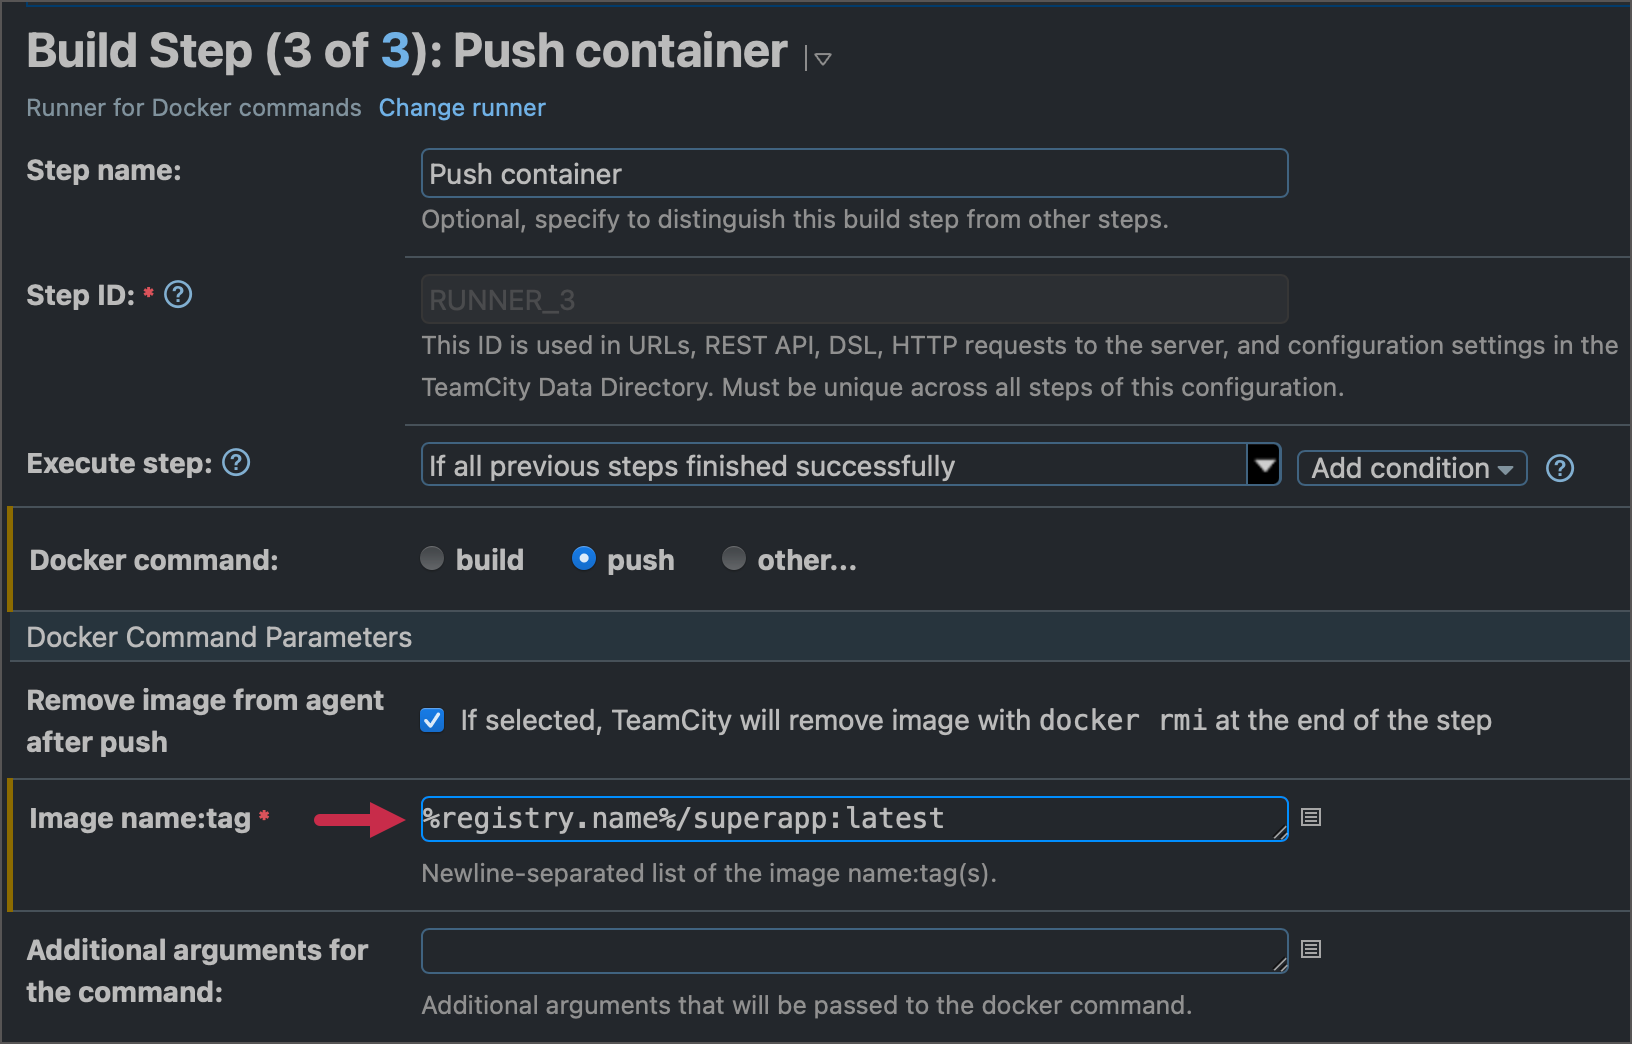 Build Step (3 of 3): Push container
Runner for Docker commands Change runner
Step name:
Push container
Optional, specify to distinguish this build step from other steps.
Step ID: *
RUNNER_3
This ID is used in URLs, REST API, DSL, HTTP requests to the server, and configuration settings in the
TeamCity Data Directory. Must be unique across all steps of this configuration.
Execute step:
If all previous steps finished successfully
Add condition
Docker command:
build
push
other...
Docker Command Parameters
Remove image from agent
after push
If selected, TeamCity will remove image with docker rmi at the end of the step
Image name:tag *
%registry.name%/superapp:latest
Newline-separated list of the image name:tag(s).
Additional arguments for
the command:
Additional arguments that will be passed to the docker command.